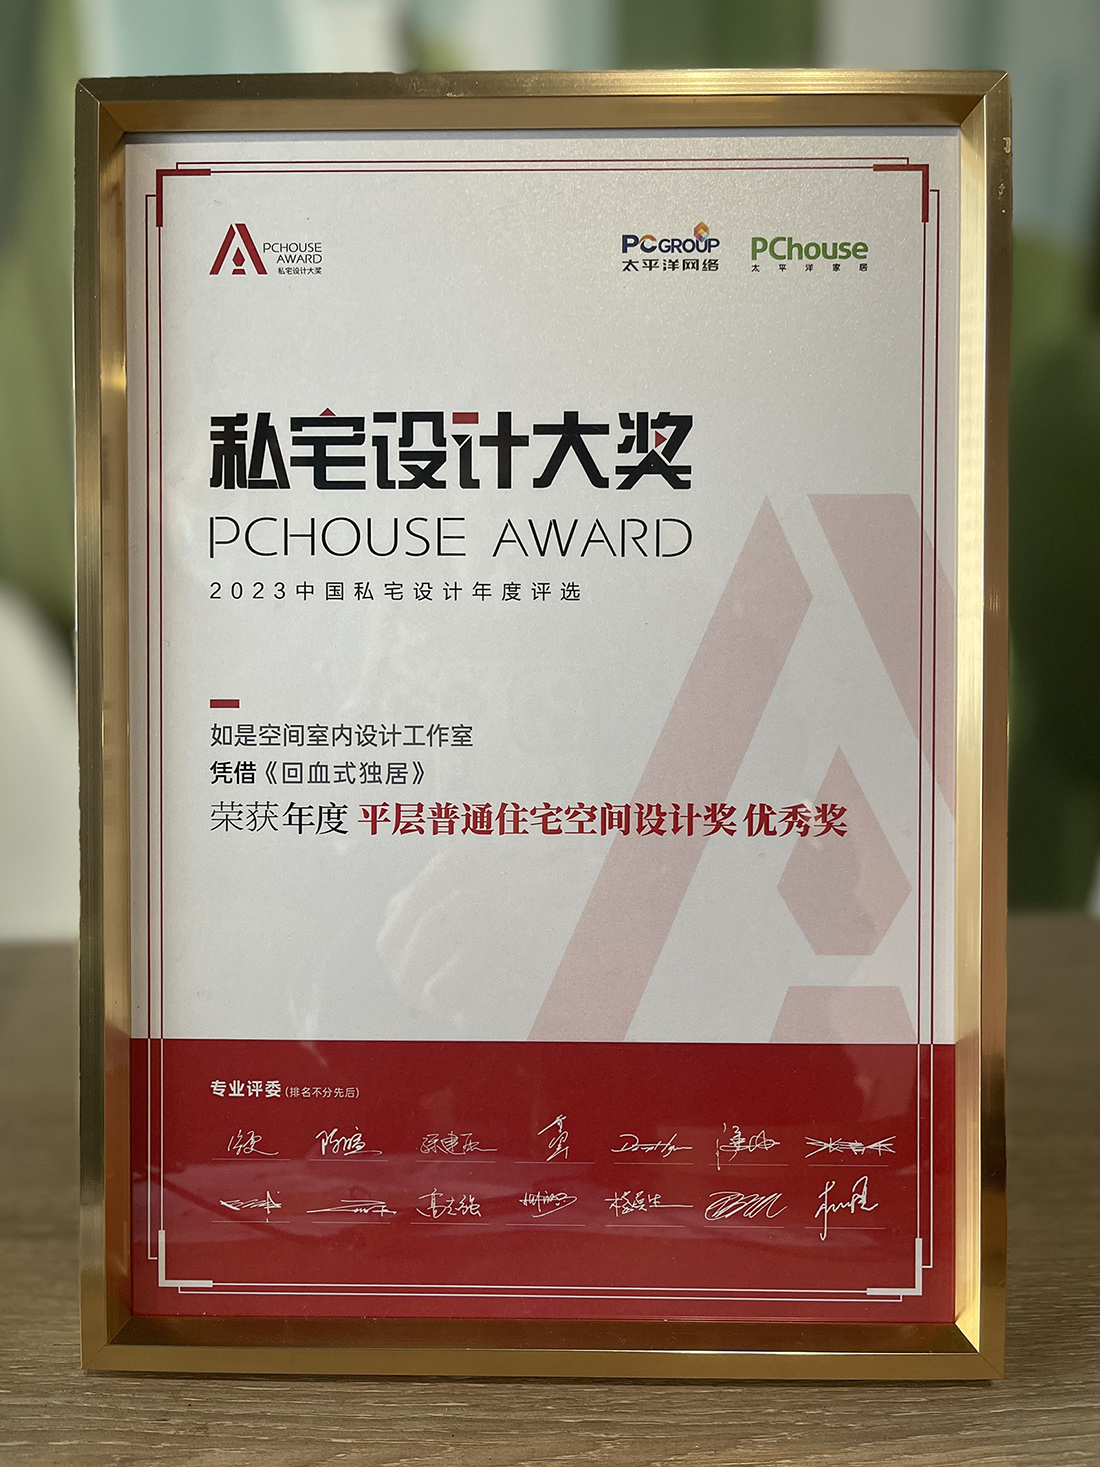 PCHOUSE
AWARD
私宅设计大奖
PCGROUP
太平洋网络
PChouse
太平洋家居
私宅设计大奖
PCHOUSE AWARD
2023中国私宅设计年度评选
如是空间室内设计工作室
凭借《回血式独居》
荣获年度 平层普通住宅空间设计奖 优秀奖
专业评委(排名不分先后)